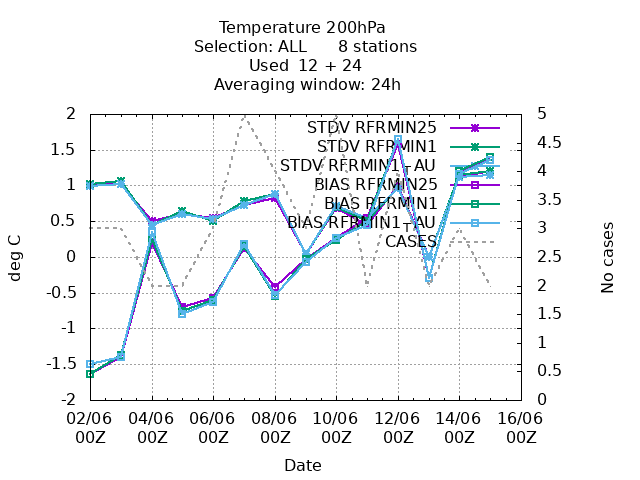 Temperature 200hPa
Selection: ALL 8 stations
Used 12 + 24
Averaging window: 24h
STDV RFRMIN25
STDV RFRMIN1
STDV RFRMIN1+AU
BIAS RFRMIN25
BIAS RFRMIN1
BIAS RFRMIN1+AU
CASES
deg C
2
1.5
1
0.5
0
-0.5
-1
-1.5
-2
No cases
5
4.5
4
3.5
3
2.5
2
1.5
1
0.5
0
02/06 04/06 06/06 08/06 10/06 12/06 14/06 16/06
00Z 00Z 00Z 00Z 00Z 00Z 00Z 00Z
Date